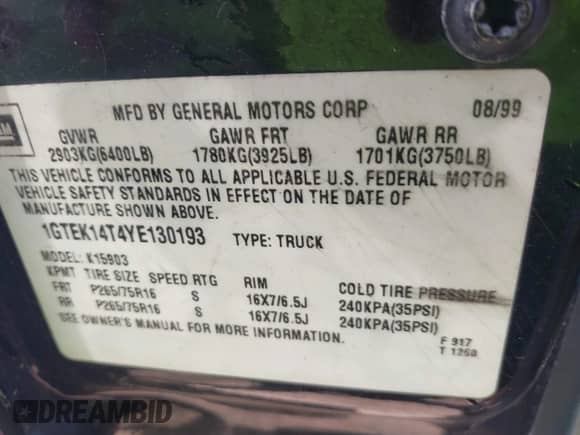 GM
MFD BY GENERAL MOTORS CORP 08/99
GVWR GAWR FRT GAWR RR
2903KG(6400LB) 1780KG(3925LB) 1701KG(3750LB)
THIS VEHICLE CONFORMS TO ALL APPLICABLE U.S. FEDERAL MOTOR
VEHICLE SAFETY STANDARDS IN EFFECT ON THE DATE OF
MANUFACTURE SHOWN ABOVE.
1GTEK14T4YE130193 TYPE: TRUCK
MODEL: K15903
KPMT TIRE SIZE SPEED RTG RIM COLD TIRE PRESSURE
FRT P265/75R16 S 16X7/6.5J 240KPA(35PSI)
RR P265/75R16 S 16X7/6.5J 240KPA(35PSI)
SEE OWNER'S MANUAL FOR MORE INFORMATION.
F 917
T 1260
DREAMBID